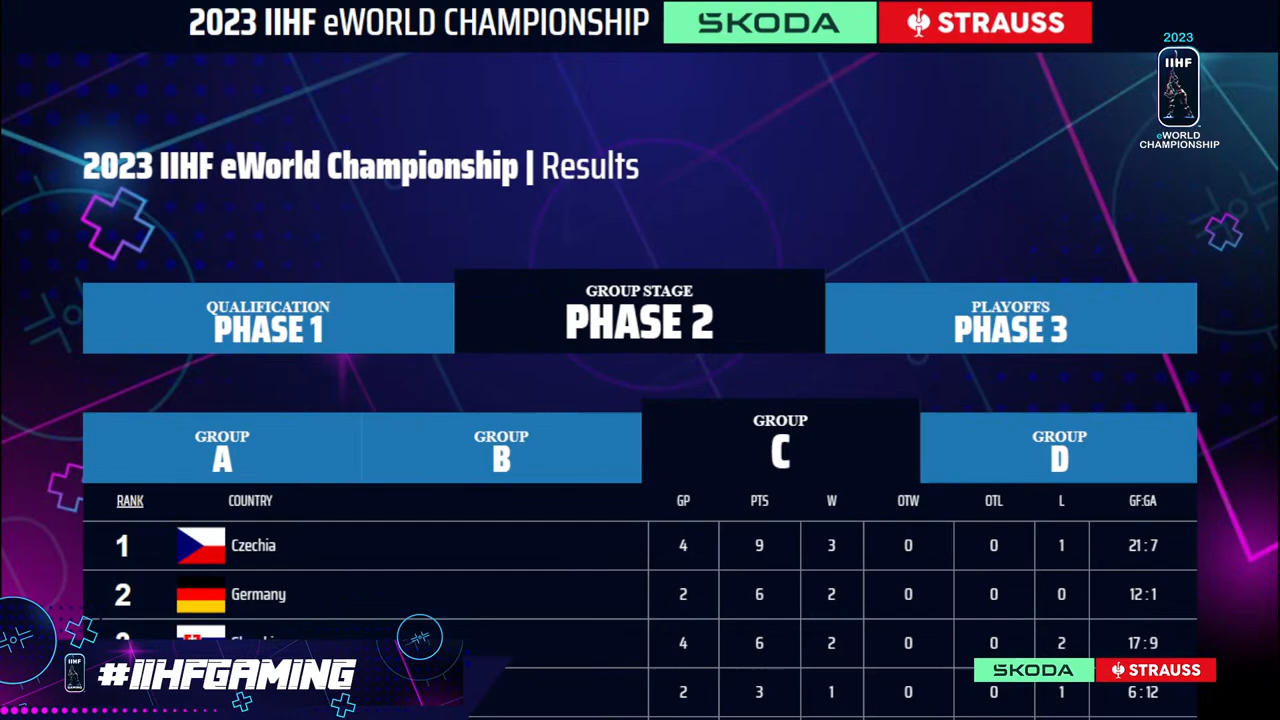 2023 IIHF eWORLD CHAMPIONSHIP ŠKODA STRAUSS
2023
IIHF
eWORLD
CHAMPIONSHIP
2023 IIHF eWorld Championship | Results
QUALIFICATION
PHASE 1
GROUP STAGE
PHASE 2
PLAYOFFS
PHASE 3
GROUP
A
GROUP
B
GROUP
C
GROUP
D
RANK COUNTRY GP PTS W OTW OTL L GF:GA
1 Czechia 4 9 3 0 0 1 21 : 7
2 Germany 2 6 2 0 0 0 12 : 1
4 6 2 0 0 2 17 : 9
2 3 1 0 0 1 6 : 12
IIHF
#IIHFGAMING
ŠKODA STRAUSS